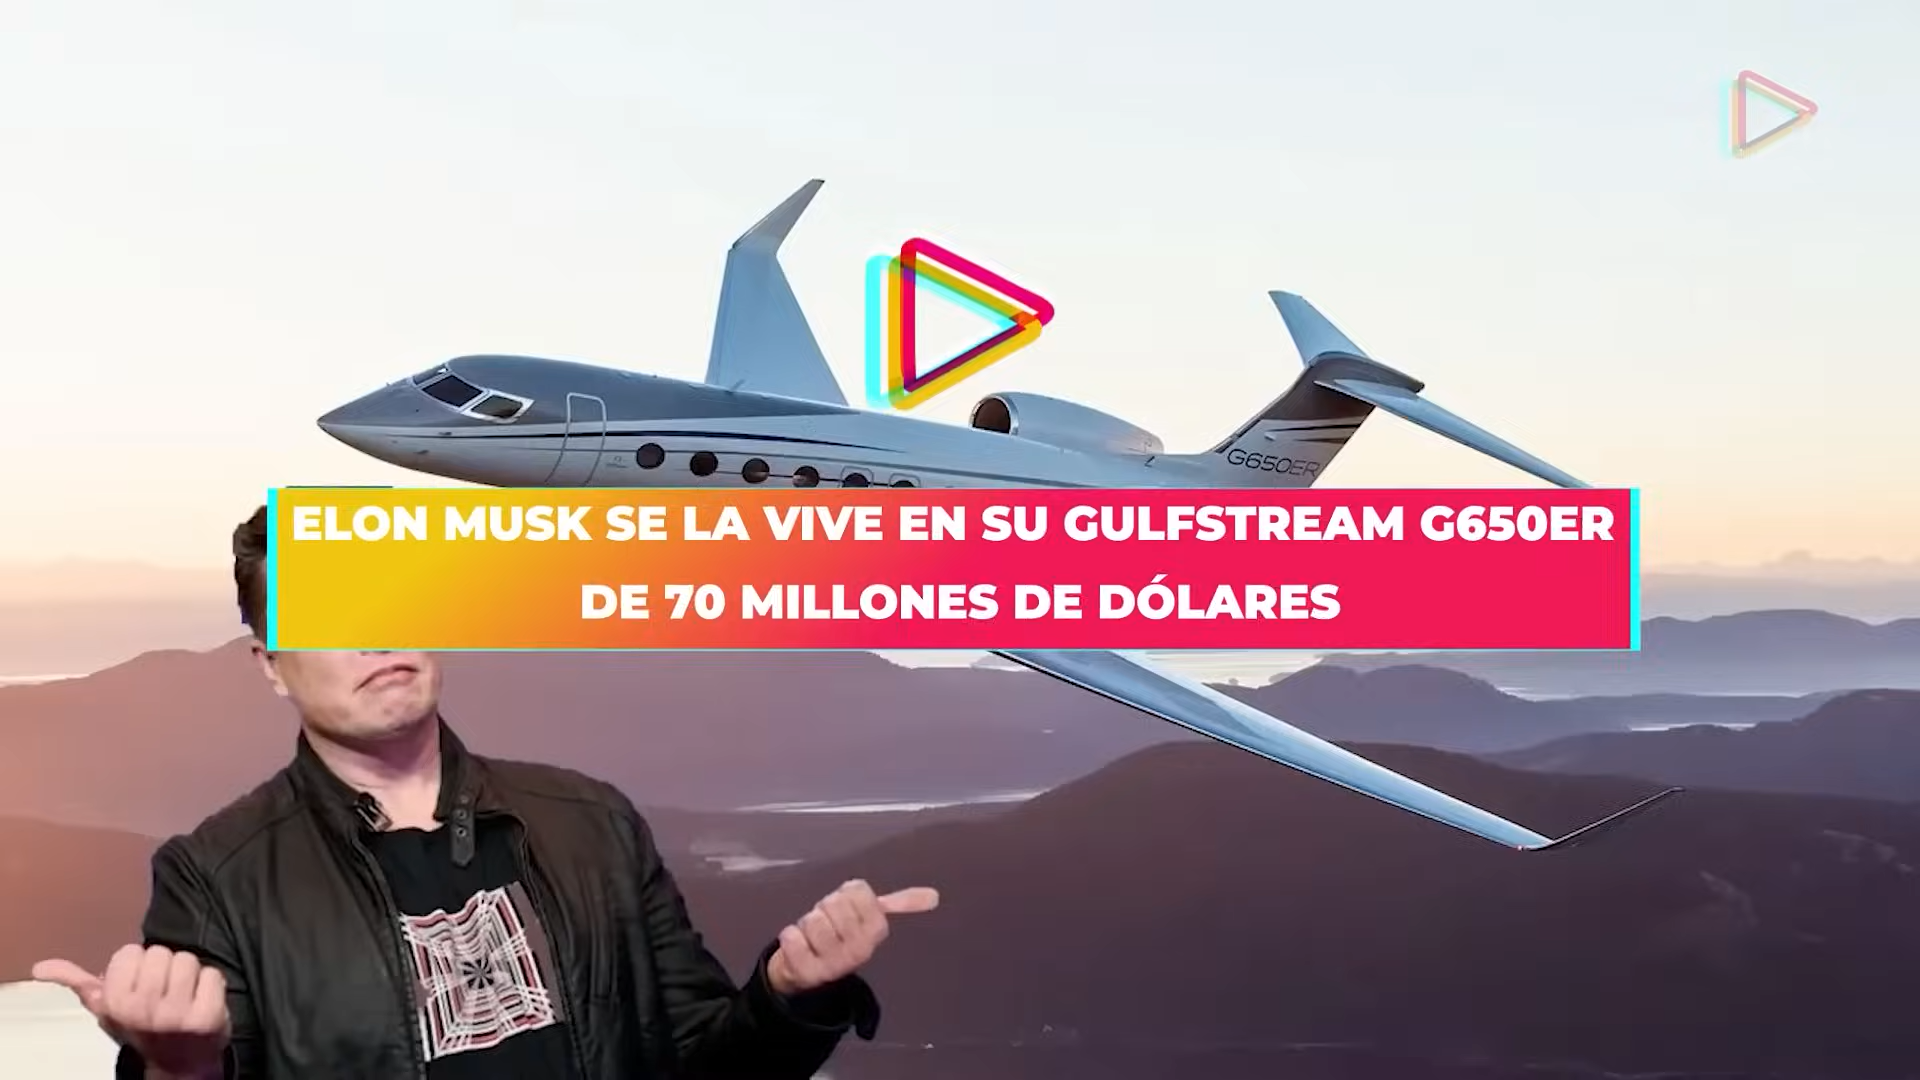 G650ER
ELON MUSK SE LA VIVE EN SU GULFSTREAM G650ER
DE 70 MILLONES DE DÓLARES